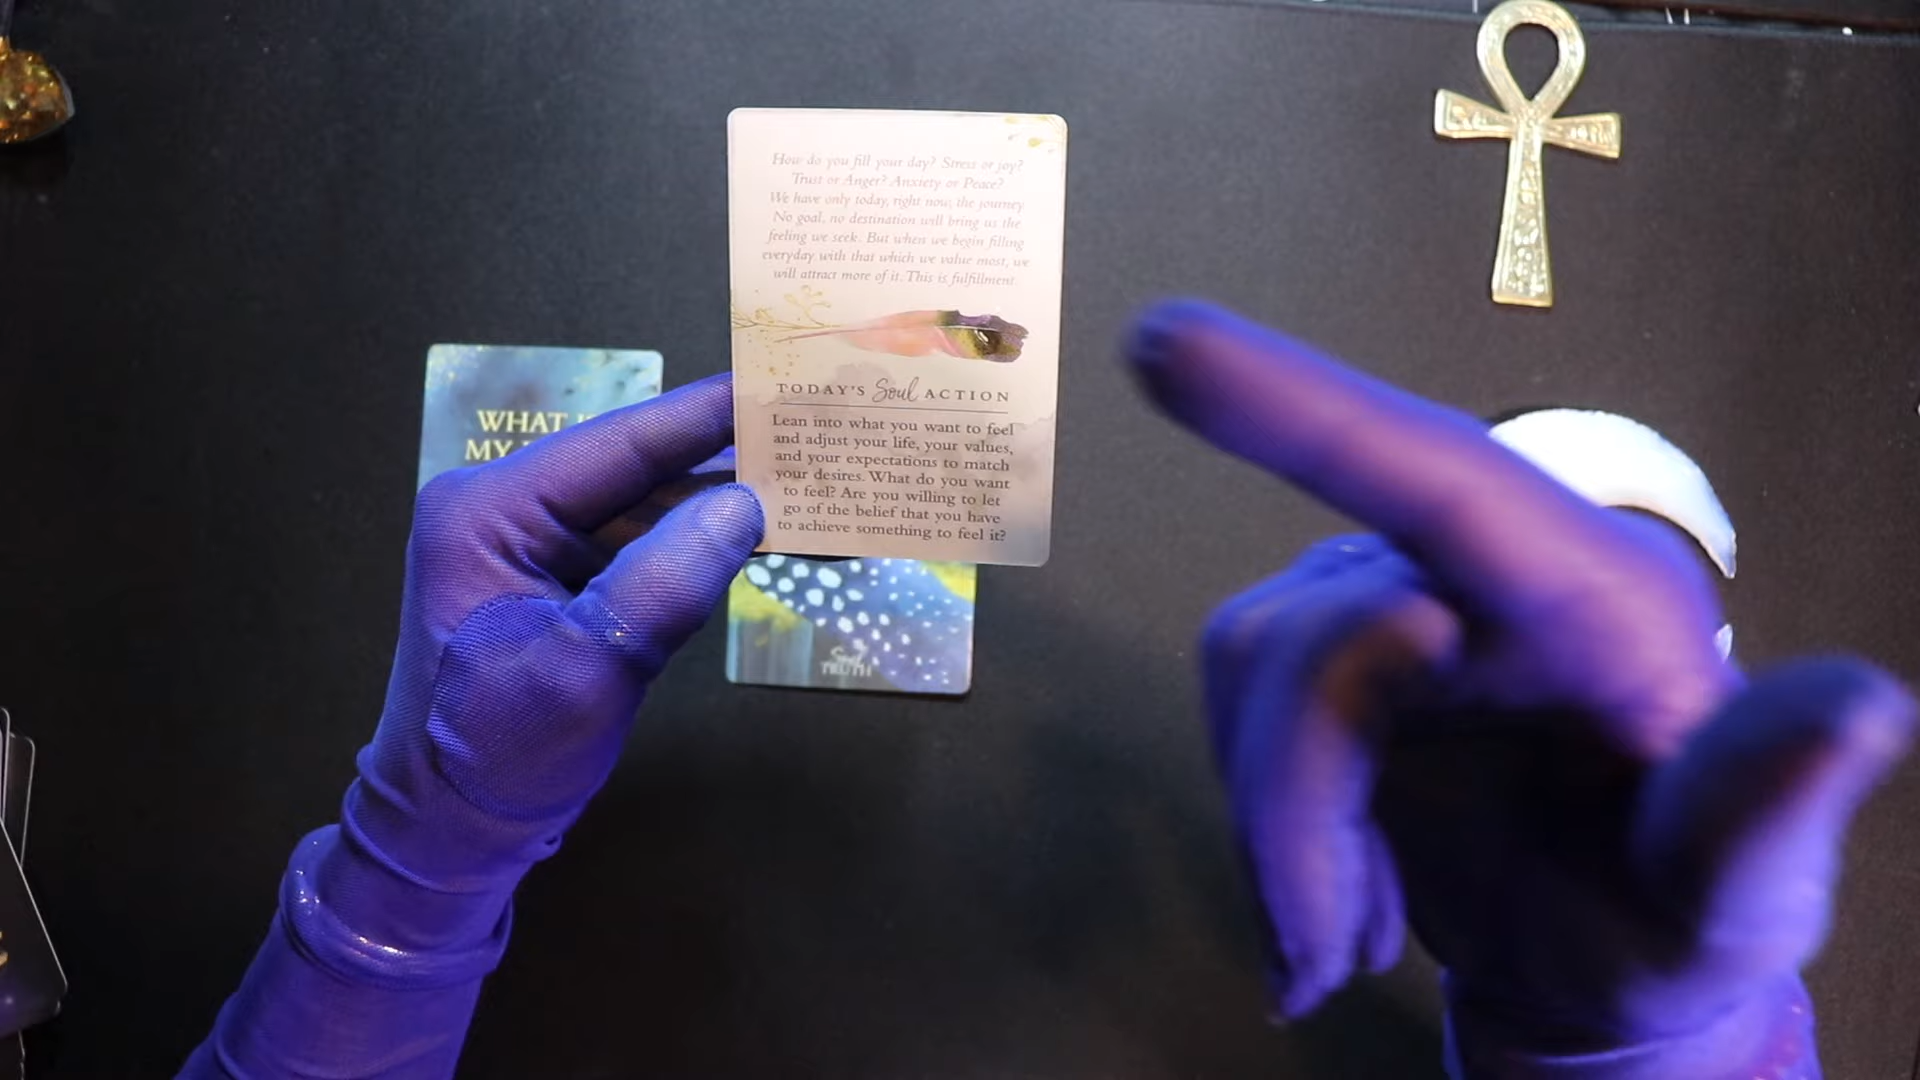 How do you fill your day? Stress or joy?
Trust or Anger? Anxiety or Peace?
We have only today, right now, the journey.
No goal, no destination will bring us the
feeling we seek. But when we begin filling
everyday with that which we value most, we
will attract more of it. This is fulfillment.
TODAY'S Soul ACTION
Lean into what you want to feel
and adjust your life, your values,
and your expectations to match
your desires. What do you want
to feel? Are you willing to let
go of the belief that you have
to achieve something to feel it?
WHAT
MY
Soul
TRUTH